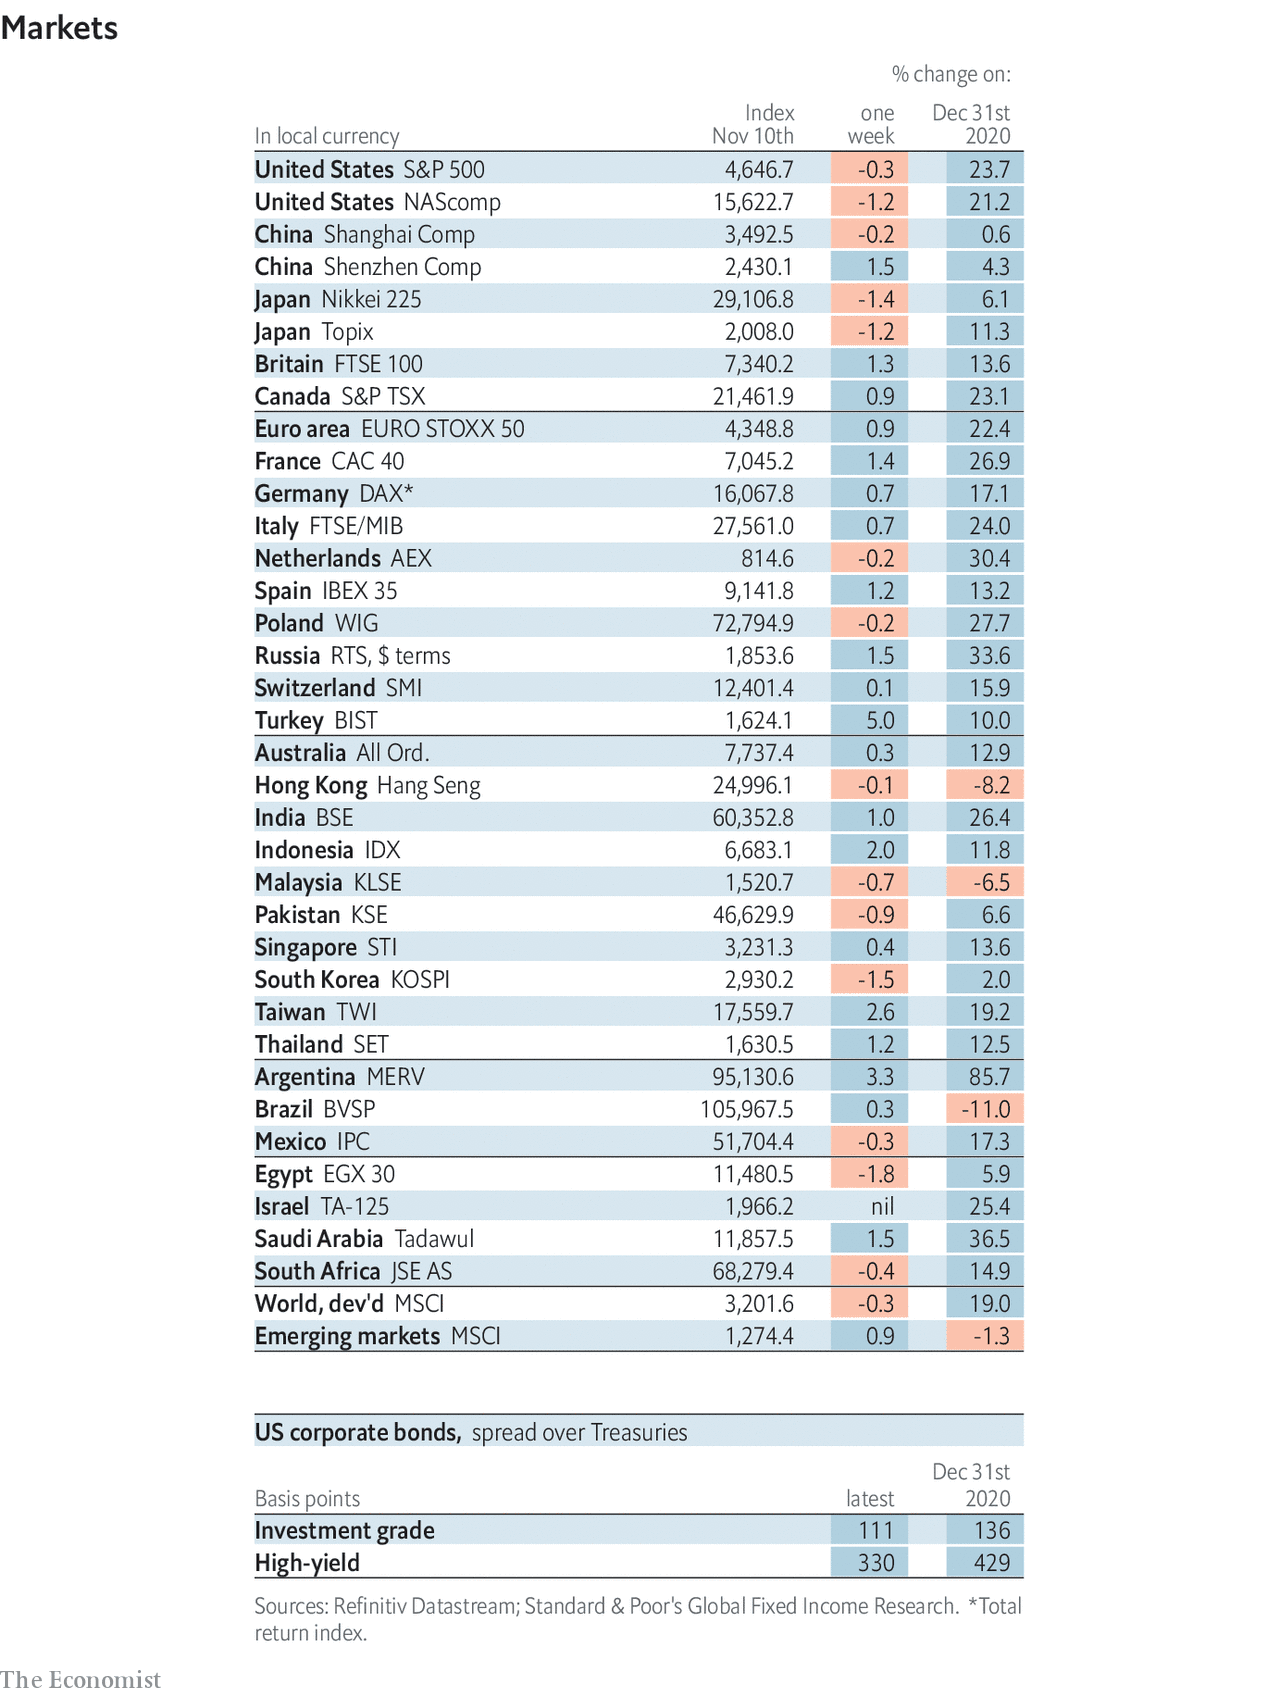 Markets
% change on:
Index one Dec 31st
In local currency Nov 10th week 2020
United States S&P 500 4,646.7 -0.3 23.7
United States NAScomp 15,622.7 -1.2 21.2
China Shanghai Comp 3,492.5 -0.2 0.6
China Shenzhen Comp 2,430.1 1.5 4.3
Japan Nikkei 225 29,106.8 -1.4 6.1
Japan Topix 2,008.0 -1.2 11.3
Britain FTSE 100 7,340.2 1.3 13.6
Canada S&P TSX 21,461.9 0.9 23.1
Euro area EURO STOXX 50 4,348.8 0.9 22.4
France CAC 40 7,045.2 1.4 26.9
Germany DAX* 16,067.8 0.7 17.1
Italy FTSE/MIB 27,561.0 0.7 24.0
Netherlands AEX 814.6 -0.2 30.4
Spain IBEX 35 9,141.8 1.2 13.2
Poland WIG 72,794.9 -0.2 27.7
Russia RTS, $ terms 1,853.6 1.5 33.6
Switzerland SMI 12,401.4 0.1 15.9
Turkey BIST 1,624.1 5.0 10.0
Australia All Ord. 7,737.4 0.3 12.9
Hong Kong Hang Seng 24,996.1 -0.1 -8.2
India BSE 60,352.8 1.0 26.4
Indonesia IDX 6,683.1 2.0 11.8
Malaysia KLSE 1,520.7 -0.7 -6.5
Pakistan KSE 46,629.9 -0.9 6.6
Singapore STI 3,231.3 0.4 13.6
South Korea KOSPI 2,930.2 -1.5 2.0
Taiwan TWI 17,559.7 2.6 19.2
Thailand SET 1,630.5 1.2 12.5
Argentina MERV 95,130.6 3.3 85.7
Brazil BVSP 105,967.5 0.3 -11.0
Mexico IPC 51,704.4 -0.3 17.3
Egypt EGX 30 11,480.5 -1.8 5.9
Israel TA-125 1,966.2 nil 25.4
Saudi Arabia Tadawul 11,857.5 1.5 36.5
South Africa JSE AS 68,279.4 -0.4 14.9
World, dev'd MSCI 3,201.6 -0.3 19.0
Emerging markets MSCI 1,274.4 0.9 -1.3
US corporate bonds, spread over Treasuries
Dec 31st
Basis points latest 2020
Investment grade 111 136
High-yield 330 429
Sources: Refinitiv Datastream; Standard & Poor's Global Fixed Income Research. *Total
return index.
The Economist